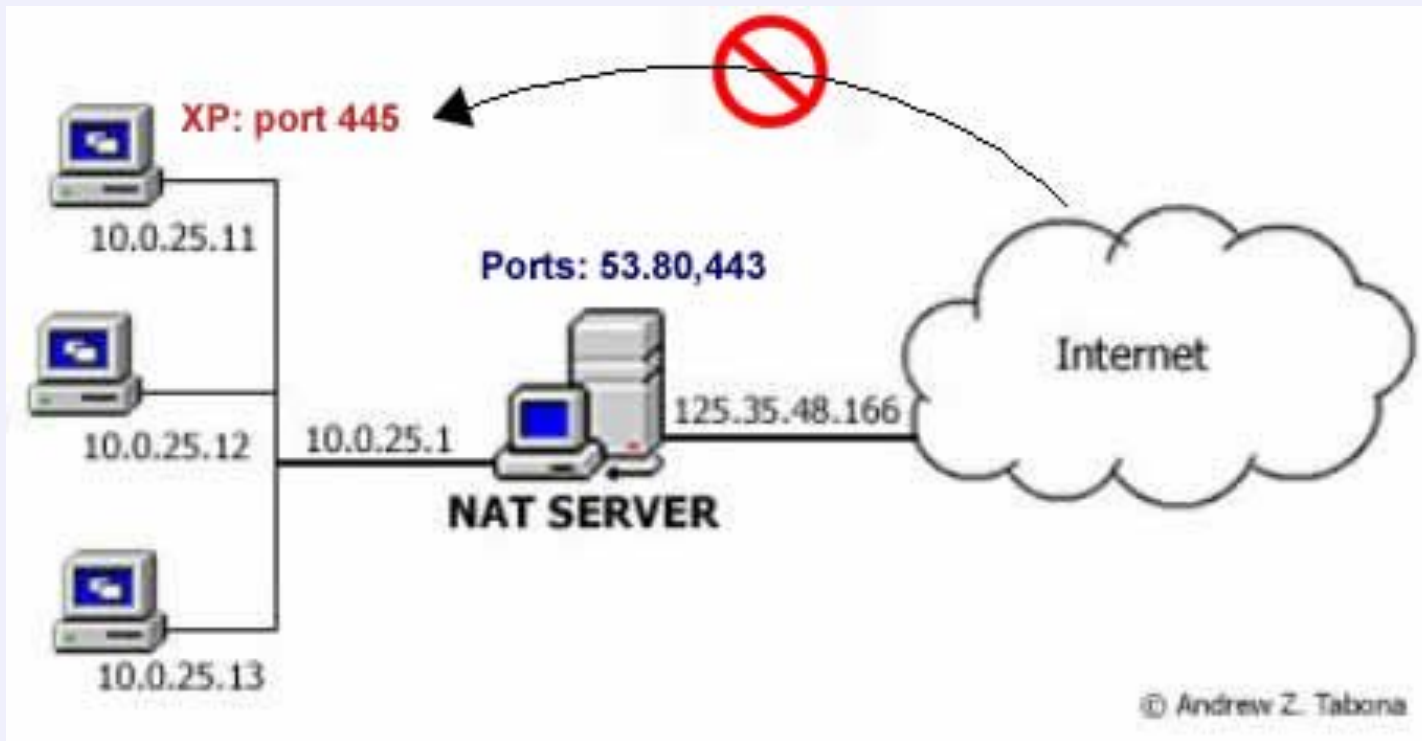 XP: port 445
10.0.25.11
Ports: 53.80,443
Internet
125.35.48.166
10.0.25.12
10.0.25.1
NAT SERVER
10.0.25.13
© Andrew Z. Tabona